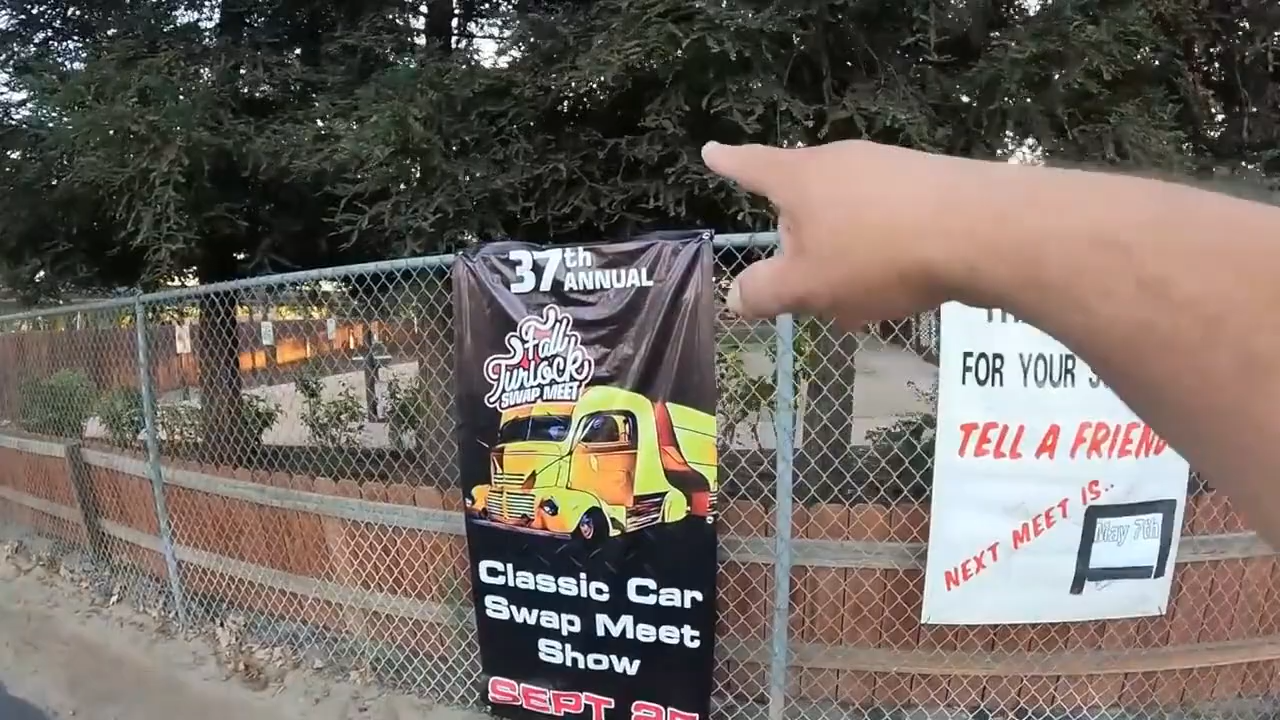 37th
ANNUAL
Fall
Turlock
SWAP MEET
Classic Car
Swap Meet
Show
SEPT
FOR YOUR
TELL A FRIEND
NEXT MEET IS..
May 7th